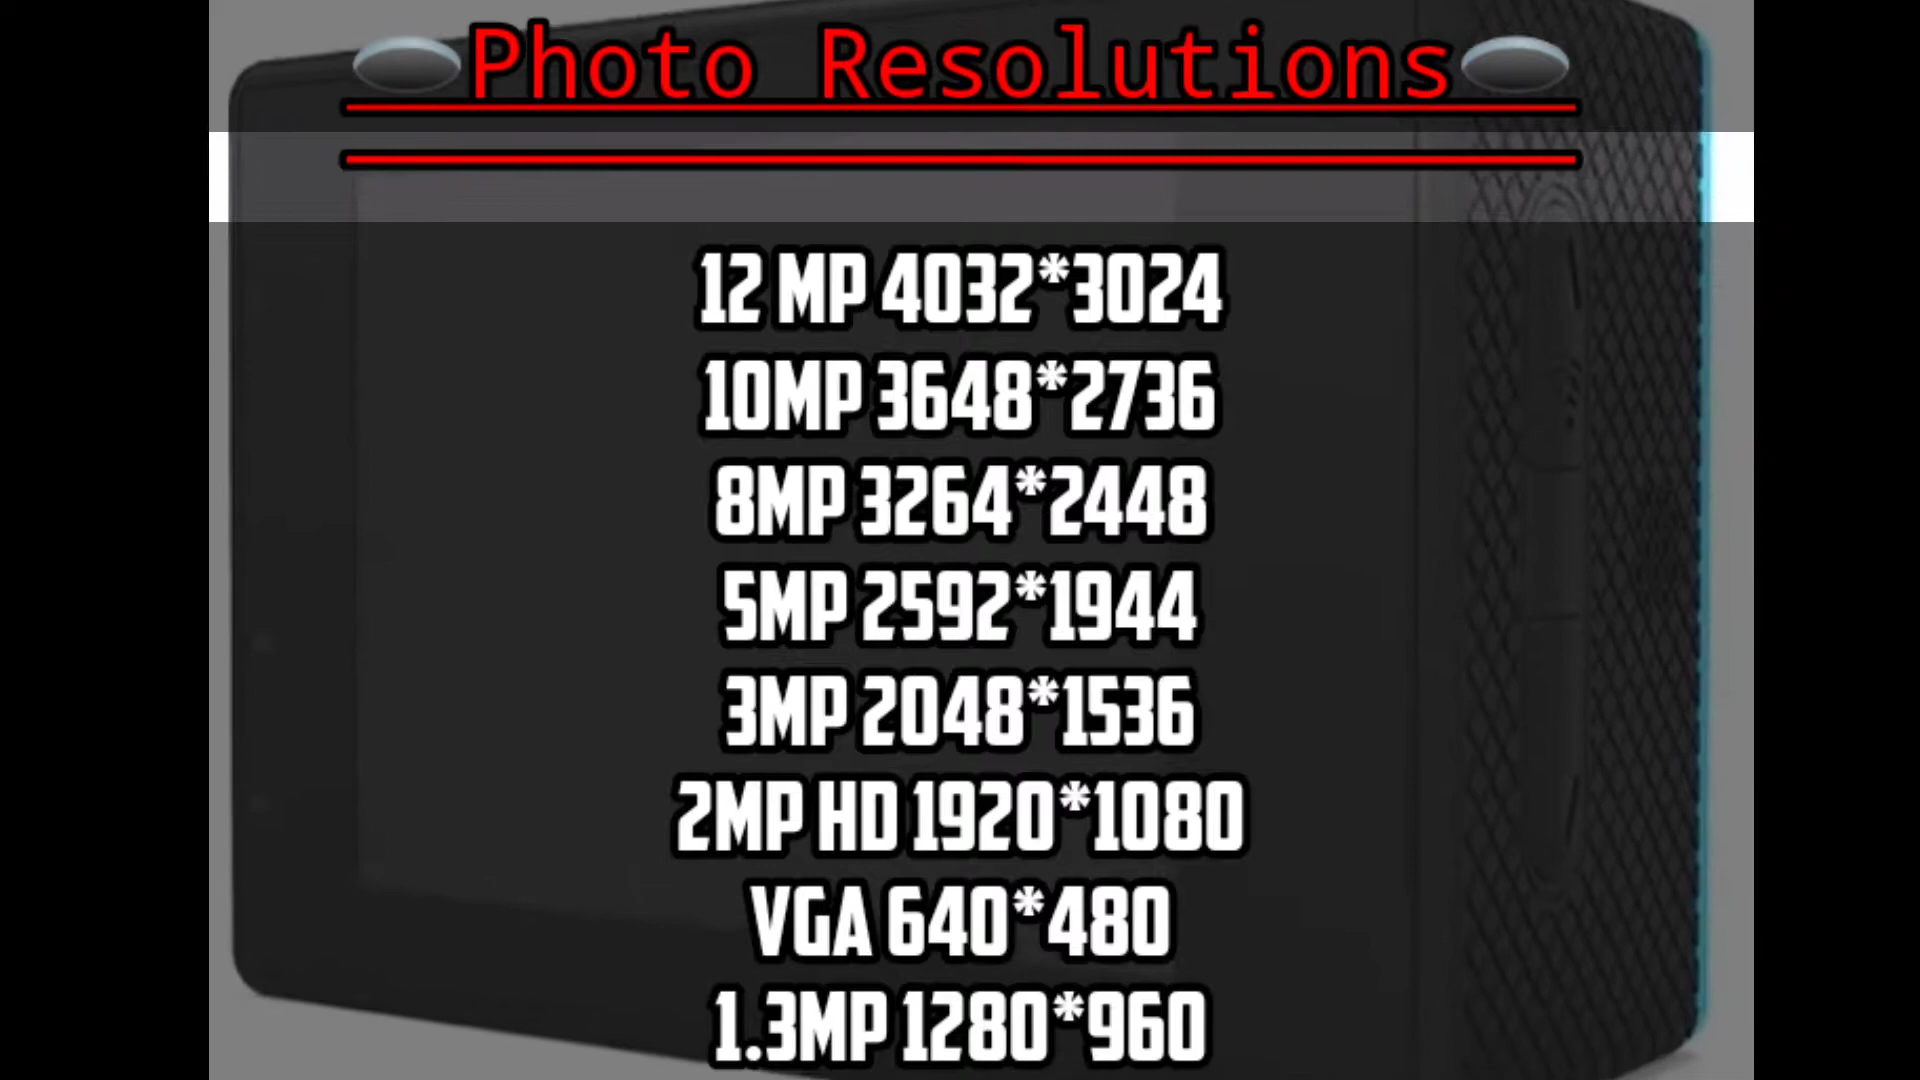 Photo Resolutions
12 MP 4032*3024
10MP 3648*2736
8MP 3264*2448
5MP 2592*1944
3MP 2048*1536
2MP HD 1920*1080
VGA 640*480
1.3MP 1280*960